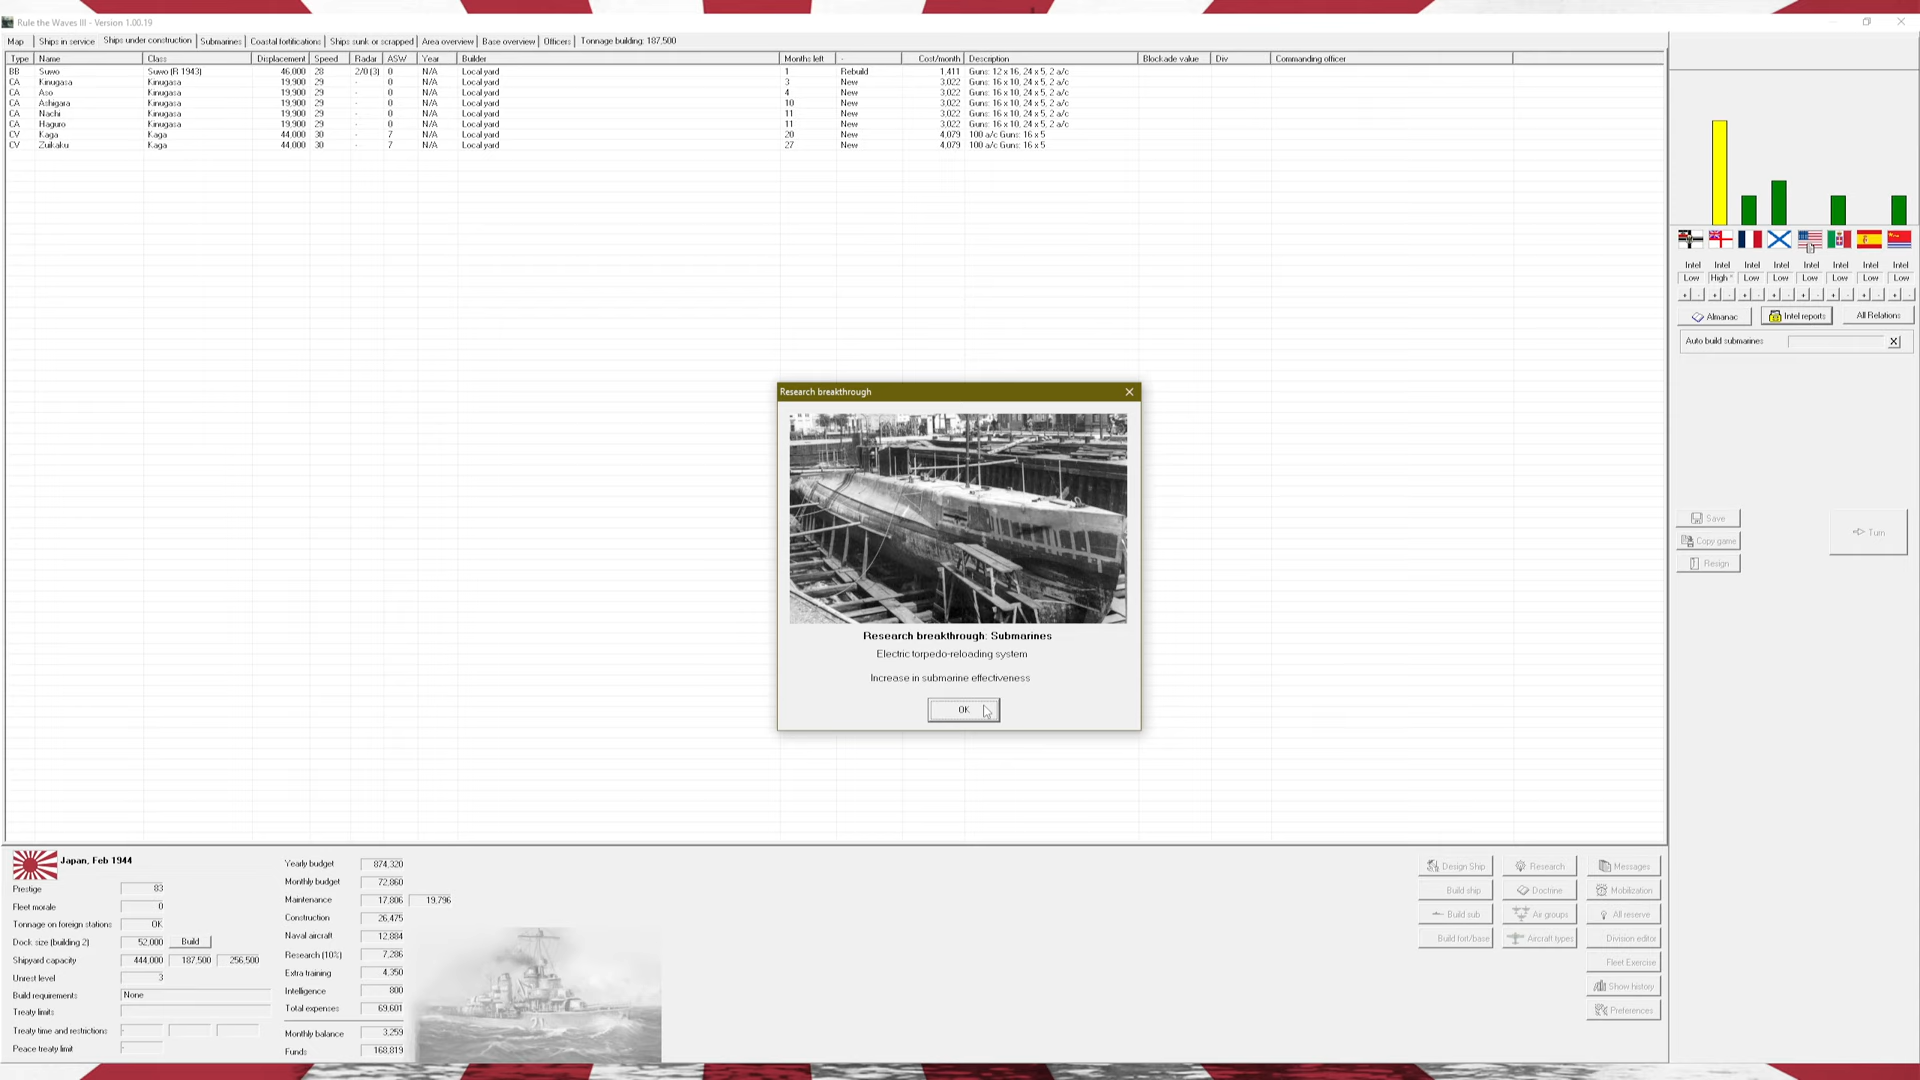 Rule the Waves III - Version 1.00.19
Map Ships in service Ships under construction Submarines Coastal fortifications Ships sunk or scrapped Area overview Base overview Officers Tonnage building: 187,500
Type Name Class Displacement Speed Radar ASW Year Builder Months left - Cost/month Description Blockade value Div Commanding officer
BB Suwo Suwo (R 1943) 46,000 28 2/0 (3) 0 N/A Local yard 1 Rebuild 1,411 Guns: 12 x 16, 24 x 5, 2 a/c
CA Kinugasa Kinugasa 19,900 29 - 0 N/A Local yard 3 New 3,022 Guns: 16 x 10, 24 x 5, 2 a/c
CA Aso Kinugasa 19,900 29 - 0 N/A Local yard 4 New 3,022 Guns: 16 x 10, 24 x 5, 2 a/c
CA Ashigara Kinugasa 19,900 29 - 0 N/A Local yard 10 New 3,022 Guns: 16 x 10, 24 x 5, 2 a/c
CA Nachi Kinugasa 19,900 29 - 0 N/A Local yard 11 New 3,022 Guns: 16 x 10, 24 x 5, 2 a/c
CA Haguro Kinugasa 19,900 29 - 0 N/A Local yard 11 New 3,022 Guns: 16 x 10, 24 x 5, 2 a/c
CV Kaga Kaga 44,000 30 - 7 N/A Local yard 20 New 4,079 100 a/c Guns: 16 x 5
CV Zuikaku Kaga 44,000 30 - 7 N/A Local yard 27 New 4,079 100 a/c Guns: 16 x 5
Intel Intel Intel Intel Intel Intel Intel Intel
Low High Low Low Low Low Low Low
+ - + - + - + - + - + - + - + -
Almanac Intel reports All Relations
Auto build submarines X
Research breakthrough
Research breakthrough: Submarines
Electric torpedo-reloading system
Increase in submarine effectiveness
OK
Save
Copy game
Resign
Turn
Japan, Feb 1944
Prestige 83
Fleet morale 0
Tonnage on foreign stations OK
Dock size (building 2) 52,000 Build
Shipyard capacity 444,000 187,500 256,500
Unrest level 3
Build requirements None
Treaty limits
Treaty time and restrictions
Peace treaty limit
Yearly budget 874,320
Monthly budget 72,860
Maintenance 17,806 19,796
Construction 26,475
Naval aircraft 12,884
Research (10%) 7,286
Extra training 4,350
Intelligence 800
Total expenses 69,601
Monthly balance 3,259
Funds 168,819
Design Ship Research Messages
Build ship Doctrine Mobilization
Build sub Air groups All reserve
Build fort/base Aircraft types Division editor
Fleet Exercise
Show history
Preferences